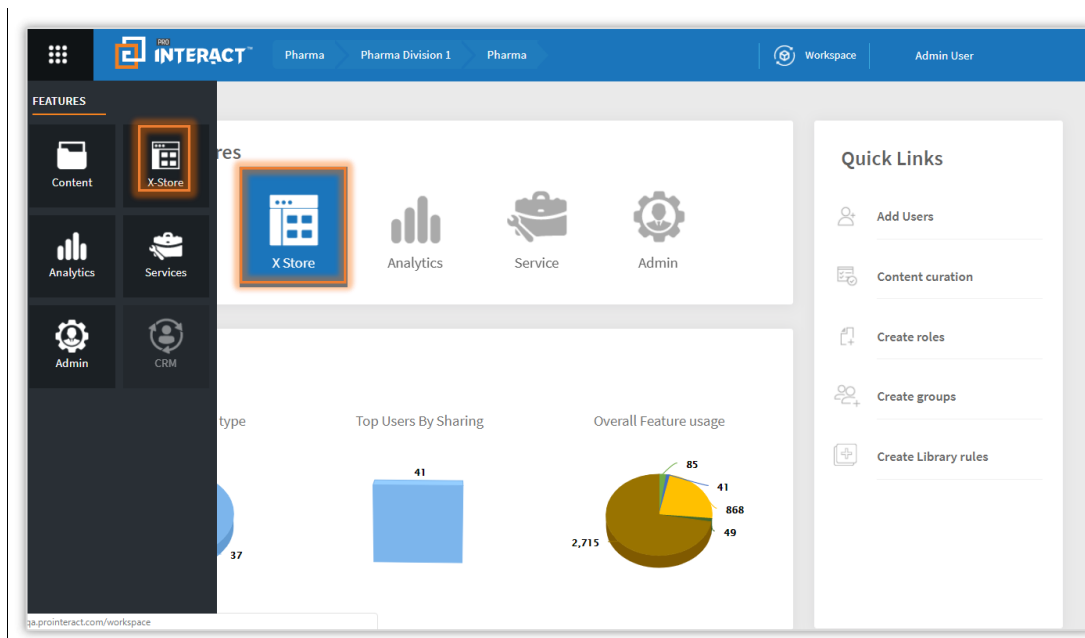 PRO
INTERACT™
Pharma
Pharma Division 1
Pharma
Workspace
Admin User
FEATURES
Content
X-Store
Analytics
Services
Admin
CRM
res
X Store
Analytics
Service
Admin
type
Top Users By Sharing
Overall Feature usage
37
41
85
41
868
49
2,715
Quick Links
Add Users
Content curation
Create roles
Create groups
Create Library rules
qa.prointeract.com/workspace